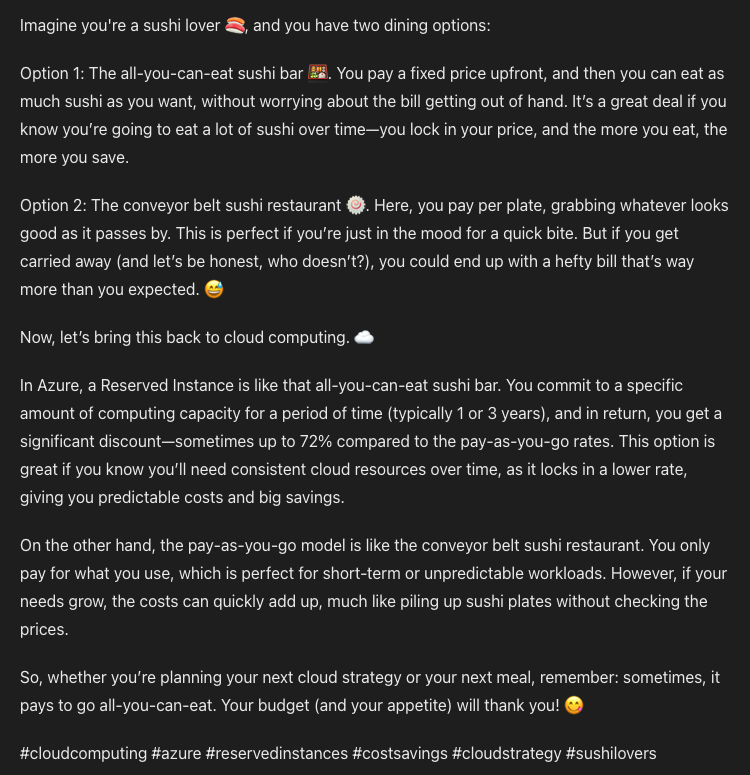 Imagine you're a sushi lover 🍣, and you have two dining options:
Option 1: The all-you-can-eat sushi bar 🍱. You pay a fixed price upfront, and then you can eat as
much sushi as you want, without worrying about the bill getting out of hand. It's a great deal if you
know you’re going to eat a lot of sushi over time—you lock in your price, and the more you eat, the
more you save.
Option 2: The conveyor belt sushi restaurant 🍥. Here, you pay per plate, grabbing whatever looks
good as it passes by. This is perfect if you’re just in the mood for a quick bite. But if you get
carried away (and let’s be honest, who doesn’t?), you could end up with a hefty bill that’s way
more than you expected. 😅
Now, let’s bring this back to cloud computing. ☁️
In Azure, a Reserved Instance is like that all-you-can-eat sushi bar. You commit to a specific
amount of computing capacity for a period of time (typically 1 or 3 years), and in return, you get a
significant discount—sometimes up to 72% compared to the pay-as-you-go rates. This option is
great if you know you’ll need consistent cloud resources over time, as it locks in a lower rate,
giving you predictable costs and big savings.
On the other hand, the pay-as-you-go model is like the conveyor belt sushi restaurant. You only
pay for what you use, which is perfect for short-term or unpredictable workloads. However, if your
needs grow, the costs can quickly add up, much like piling up sushi plates without checking the
prices.
So, whether you’re planning your next cloud strategy or your next meal, remember: sometimes, it
pays to go all-you-can-eat. Your budget (and your appetite) will thank you! 😋
#cloudcomputing #azure #reservedinstances #costsavings #cloudstrategy #sushilovers